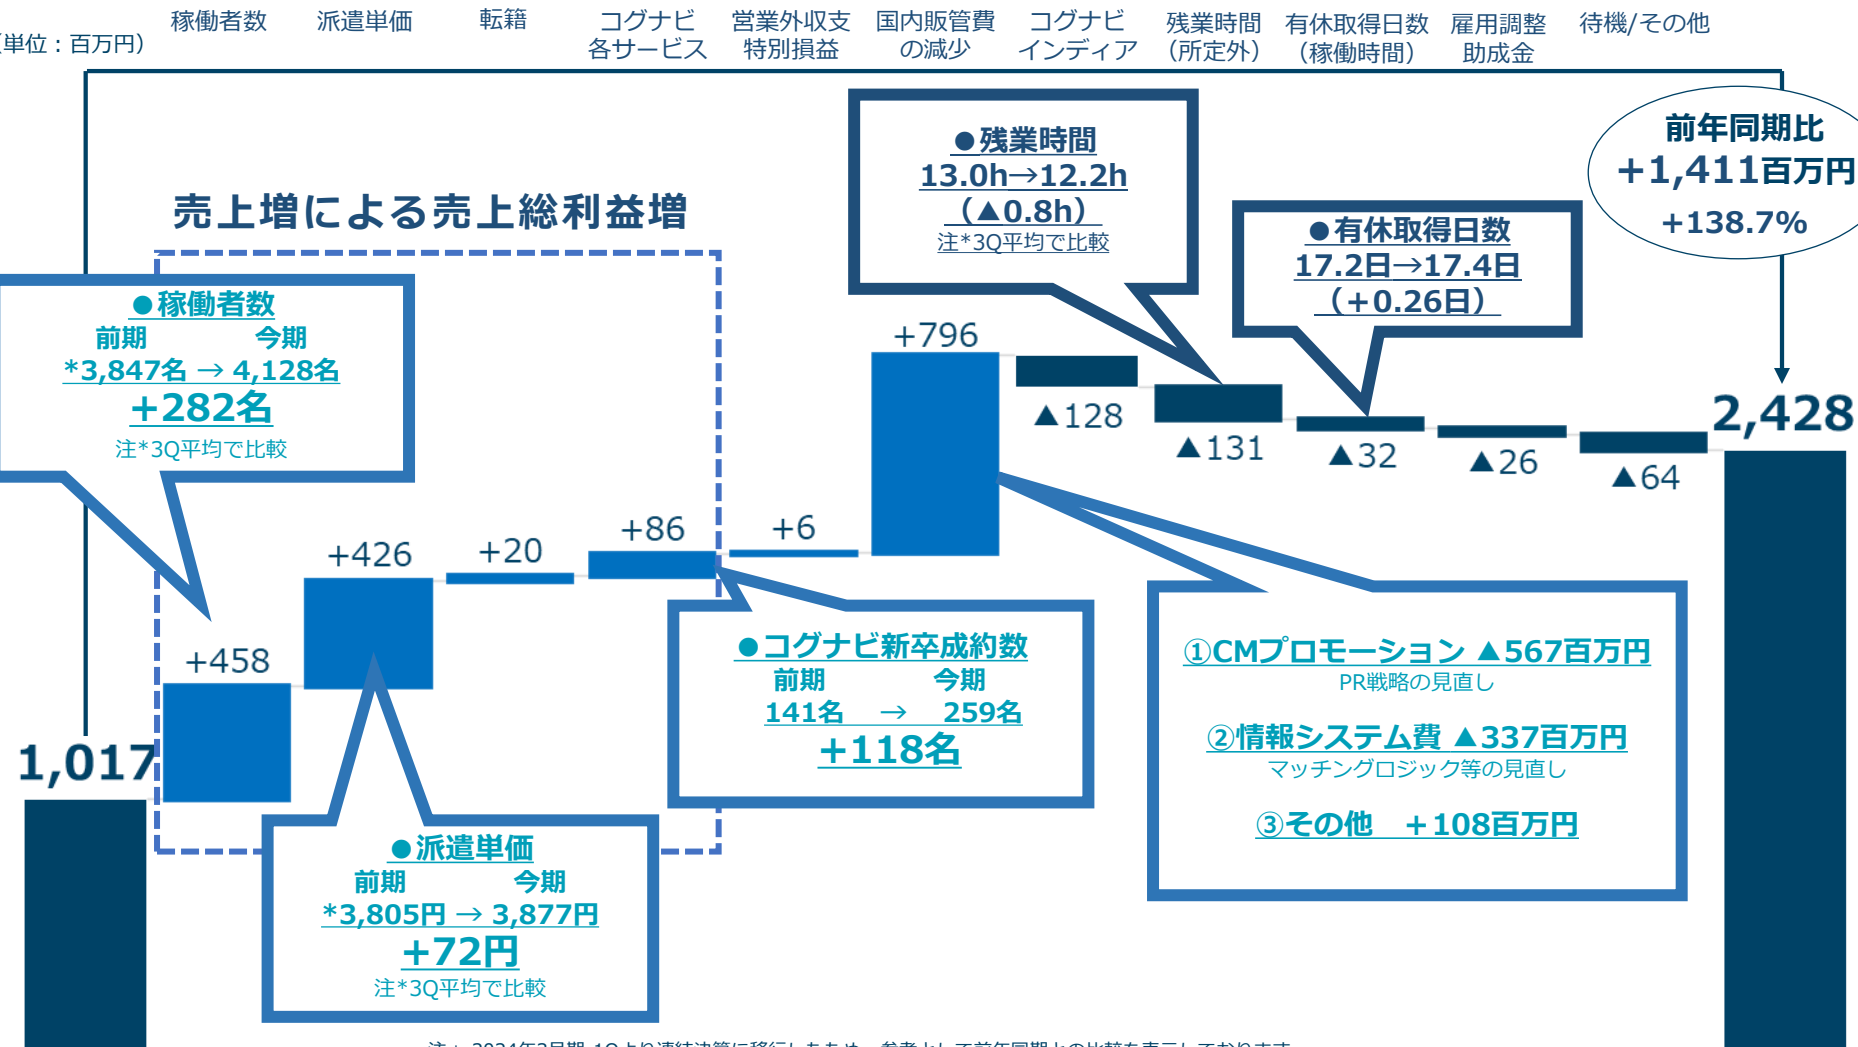 (単位：百万円)
稼働者数
派遣単価
転籍
コグナビ
各サービス
営業外収支
特別損益
国内販管費
の減少
コグナビ
インディア
残業時間
（所定外）
有休取得日数
（稼働時間）
雇用調整
助成金
待機/その他
前年同期比
+1,411百万円
+138.7%
●残業時間
13.0h→12.2h
（▲0.8h）
注*3Q平均で比較
●有休取得日数
17.2日→17.4日
（+0.26日）
売上増による売上総利益増
●稼働者数
前期 今期
*3,847名 → 4,128名
+282名
注*3Q平均で比較
+796
▲128
▲131
▲32
▲26
▲64
2,428
+458
+426
+20
+86
+6
1,017
●コグナビ新卒成約数
前期 今期
141名 → 259名
+118名
①CMプロモーション ▲567百万円
PR戦略の見直し
②情報システム費 ▲337百万円
マッチングロジック等の見直し
③その他 +108百万円
●派遣単価
前期 今期
*3,805円 → 3,877円
+72円
注*3Q平均で比較